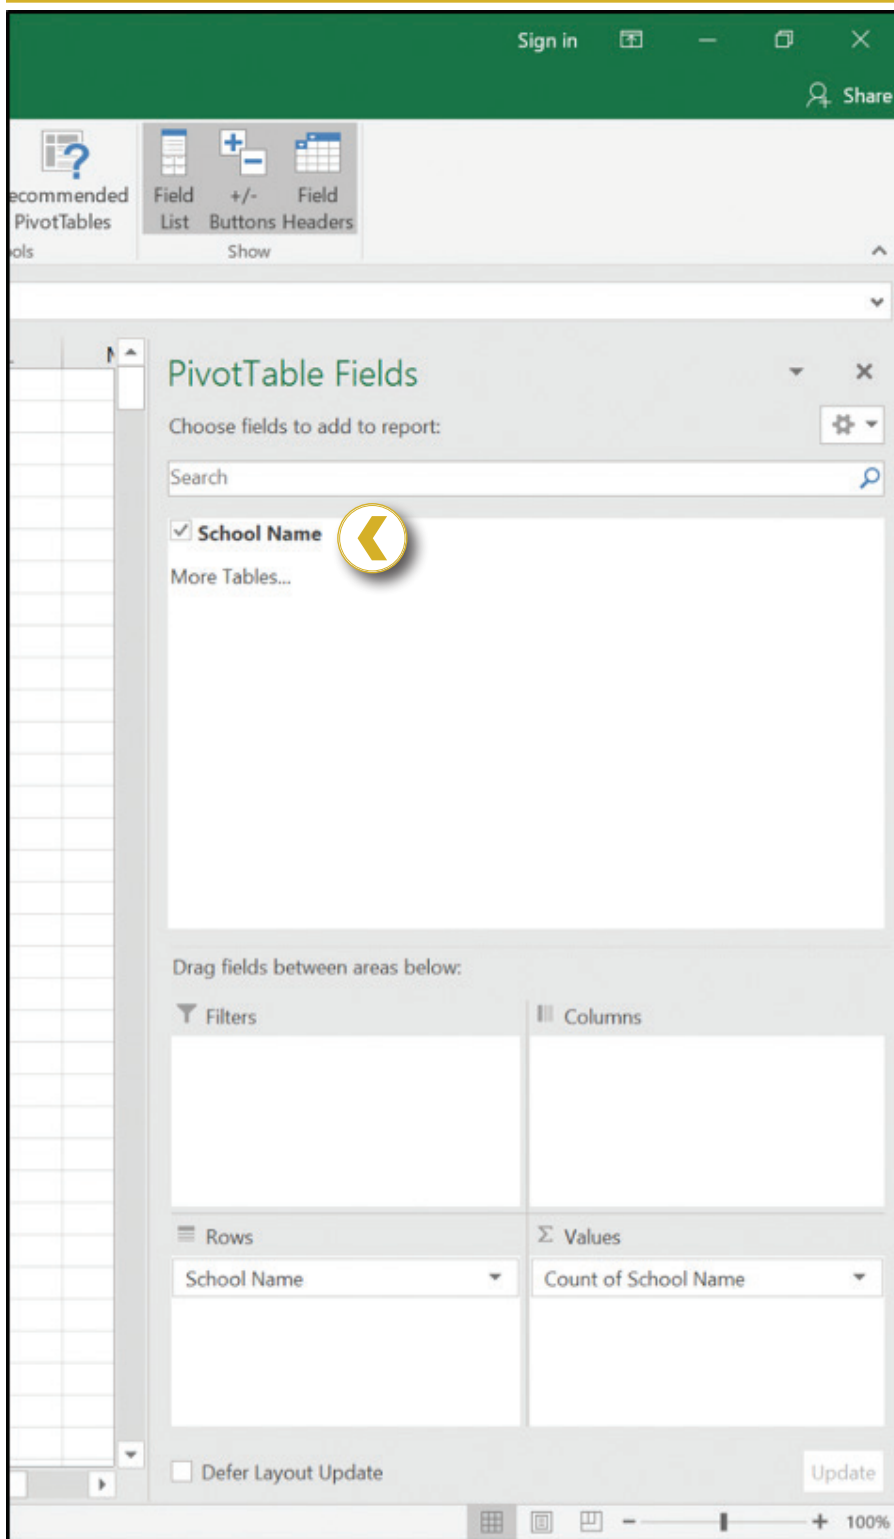 Sign in
Share
ecommended
PivotTables
ools
Field
List
+/-
Buttons
Field
Headers
Show
PivotTable Fields
Choose fields to add to report:
Search
School Name
More Tables...
Drag fields between areas below:
Filters
Columns
Rows
Σ Values
School Name
Count of School Name
Defer Layout Update
Update
100%